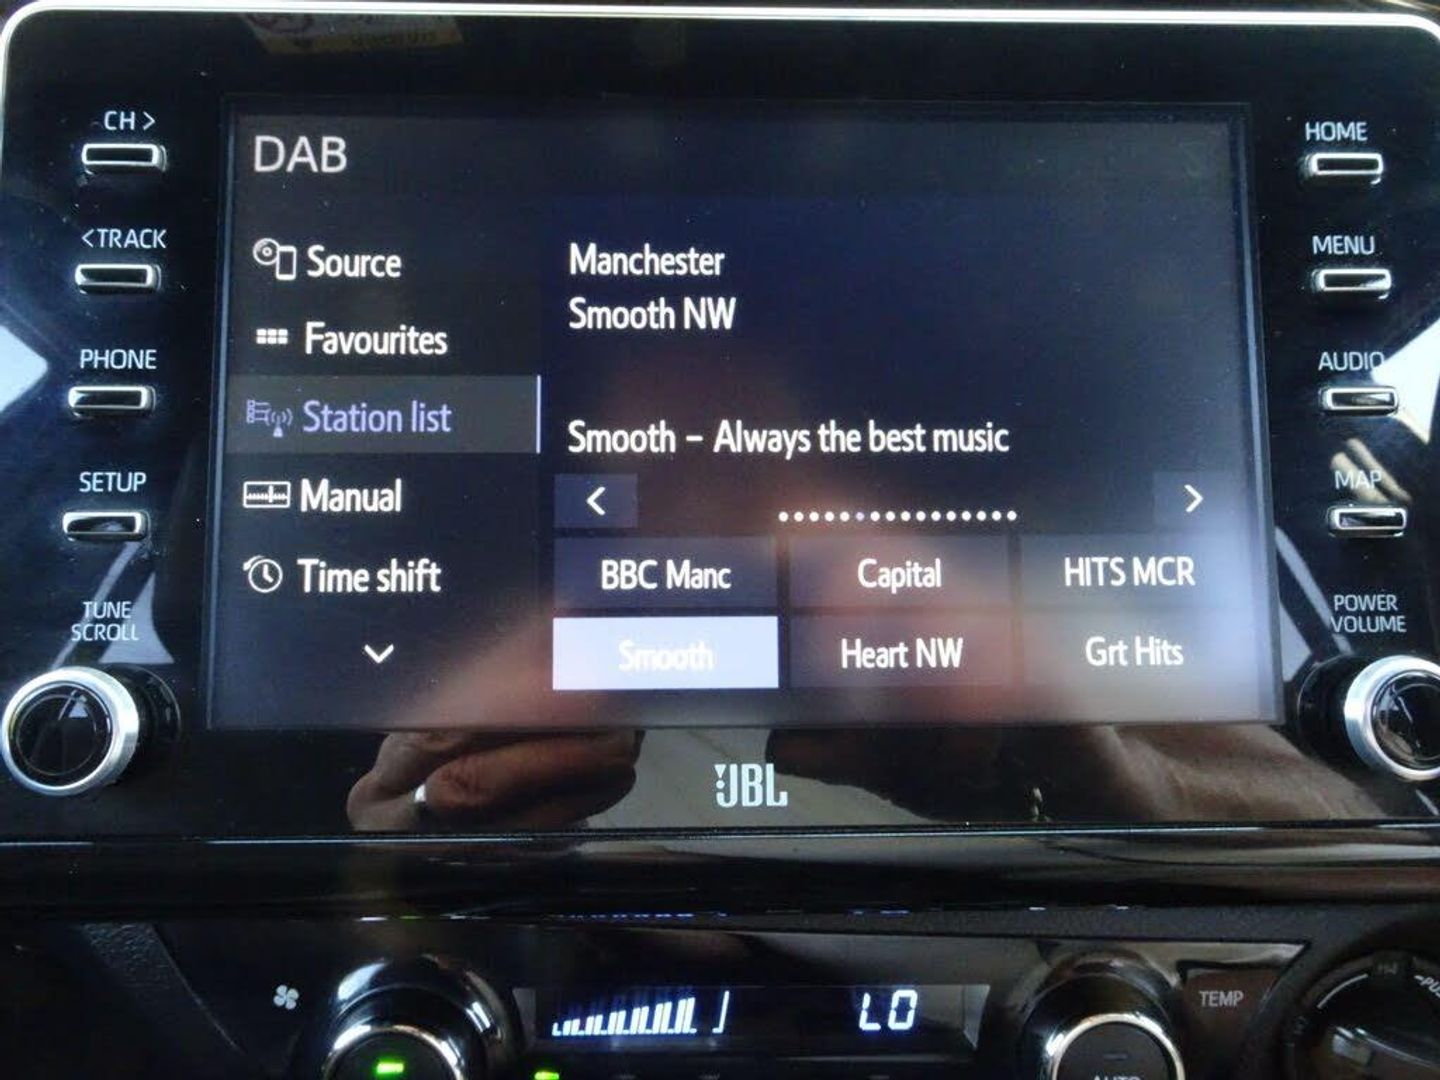 CH >
<TRACK
PHONE
SETUP
TUNE
SCROLL
DAB
Source
Favourites
Station list
Manual
Time shift
Manchester
Smooth NW
Smooth – Always the best music
BBC Manc
Capital
HITS MCR
Smooth
Heart NW
Grt Hits
HOME
MENU
AUDIO
MAP
POWER
VOLUME
JBL
LO
TEMP
AUTO